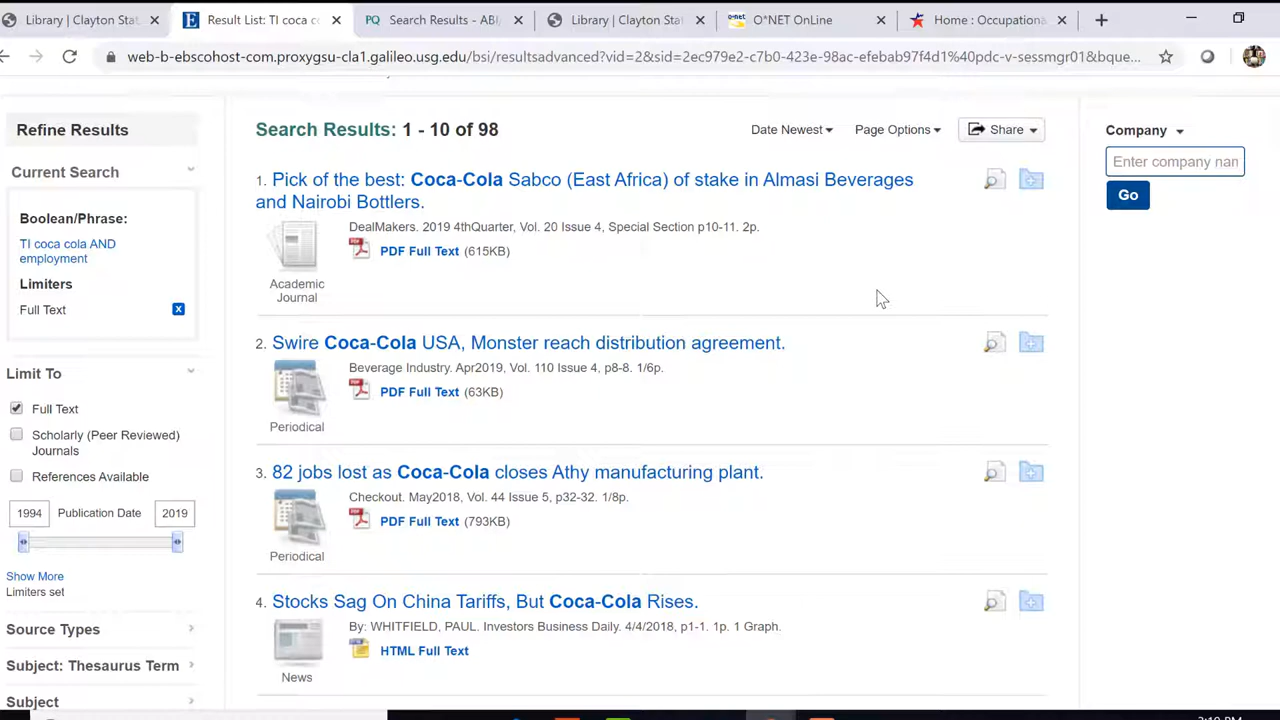 Library | Clayton Stat
Result List: TI coca co
PQ Search Results - ABI/
Library | Clayton Stat
O*NET OnLine
Home : Occupational
web-b-ebscohost-com.proxygsu-cla1.galileo.usg.edu/bsi/resultsadvanced?vid=2&sid=2ec979e2-c7b0-423e-98ac-efebab97f4d1%40pdc-v-sessmgr01&bque...
Refine Results
Current Search
Boolean/Phrase:
TI coca cola AND
employment
Limiters
Full Text
Limit To
Full Text
Scholarly (Peer Reviewed)
Journals
References Available
1994 Publication Date 2019
Show More
Limiters set
Source Types
Subject: Thesaurus Term
Subject
Search Results: 1 - 10 of 98
Date Newest
Page Options
Share
1. Pick of the best: Coca-Cola Sabco (East Africa) of stake in Almasi Beverages
and Nairobi Bottlers.
DealMakers. 2019 4thQuarter, Vol. 20 Issue 4, Special Section p10-11. 2p.
PDF Full Text (615KB)
Academic
Journal
2. Swire Coca-Cola USA, Monster reach distribution agreement.
Beverage Industry. Apr2019, Vol. 110 Issue 4, p8-8. 1/6p.
PDF Full Text (63KB)
Periodical
3. 82 jobs lost as Coca-Cola closes Athy manufacturing plant.
Checkout. May2018, Vol. 44 Issue 5, p32-32. 1/8p.
PDF Full Text (793KB)
Periodical
4. Stocks Sag On China Tariffs, But Coca-Cola Rises.
By: WHITFIELD, PAUL. Investors Business Daily. 4/4/2018, p1-1. 1p. 1 Graph.
HTML Full Text
News
Company
Enter company nam
Go